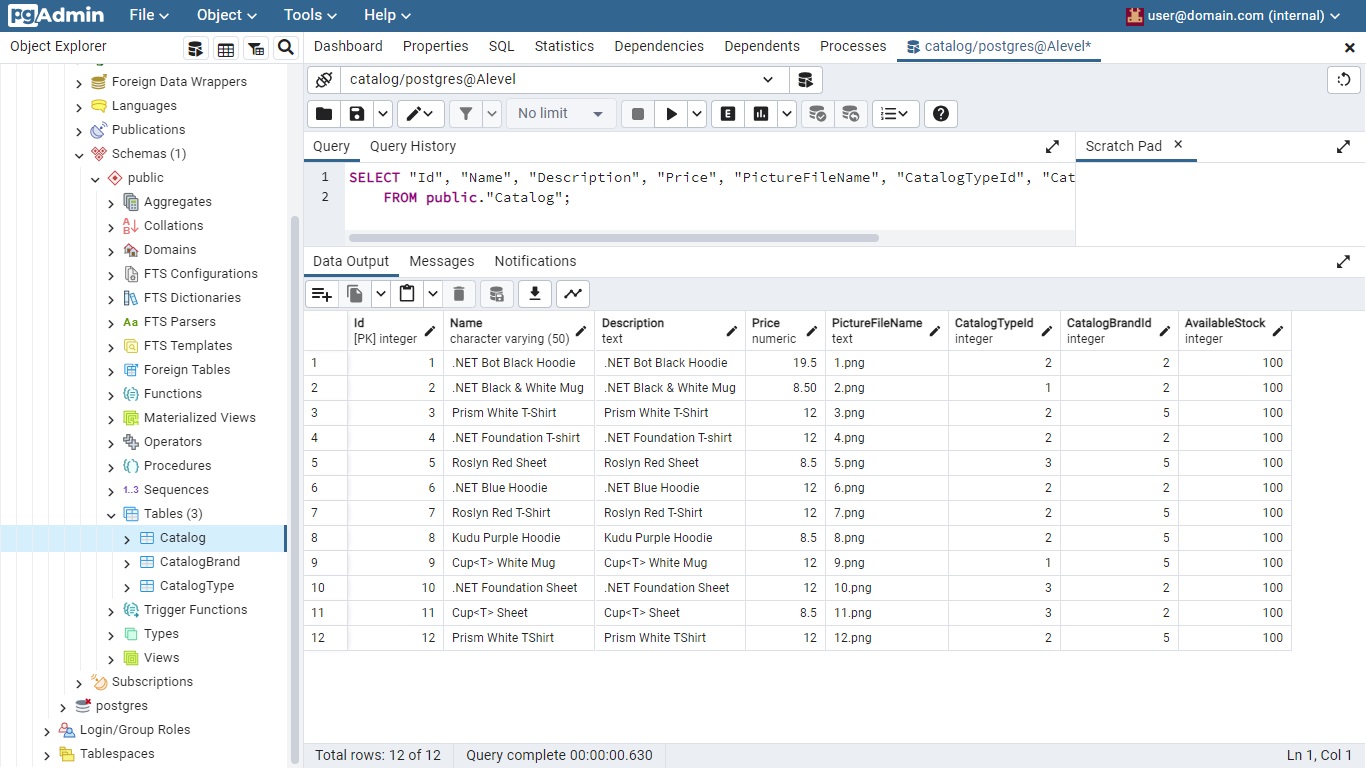 pgAdmin File Object Tools Help user@domain.com (internal)
Object Explorer
Dashboard Properties SQL Statistics Dependencies Dependents Processes catalog/postgres@Alevel*
Foreign Data Wrappers
Languages
Publications
Schemas (1)
public
Aggregates
Collations
Domains
FTS Configurations
FTS Dictionaries
Aa FTS Parsers
FTS Templates
Foreign Tables
Functions
Materialized Views
Operators
Procedures
1..3 Sequences
Tables (3)
Catalog
CatalogBrand
CatalogType
Trigger Functions
Types
Views
Subscriptions
postgres
Login/Group Roles
Tablespaces
catalog/postgres@Alevel
No limit E
Query Query History Scratch Pad
1 SELECT "Id", "Name", "Description", "Price", "PictureFileName", "CatalogTypeId", "Cat
2 FROM public."Catalog";
Data Output Messages Notifications
Id Name Description Price PictureFileName CatalogTypeId CatalogBrandId AvailableStock
[PK] integer character varying (50) text numeric text integer integer integer
1 1 .NET Bot Black Hoodie .NET Bot Black Hoodie 19.5 1.png 2 2 100
2 2 .NET Black & White Mug .NET Black & White Mug 8.50 2.png 1 2 100
3 3 Prism White T-Shirt Prism White T-Shirt 12 3.png 2 5 100
4 4 .NET Foundation T-shirt .NET Foundation T-shirt 12 4.png 2 2 100
5 5 Roslyn Red Sheet Roslyn Red Sheet 8.5 5.png 3 5 100
6 6 .NET Blue Hoodie .NET Blue Hoodie 12 6.png 2 2 100
7 7 Roslyn Red T-Shirt Roslyn Red T-Shirt 12 7.png 2 5 100
8 8 Kudu Purple Hoodie Kudu Purple Hoodie 8.5 8.png 2 5 100
9 9 Cup<T> White Mug Cup<T> White Mug 12 9.png 1 5 100
10 10 .NET Foundation Sheet .NET Foundation Sheet 12 10.png 3 2 100
11 11 Cup<T> Sheet Cup<T> Sheet 8.5 11.png 3 2 100
12 12 Prism White TShirt Prism White TShirt 12 12.png 2 5 100
Total rows: 12 of 12 Query complete 00:00:00.630 Ln 1, Col 1